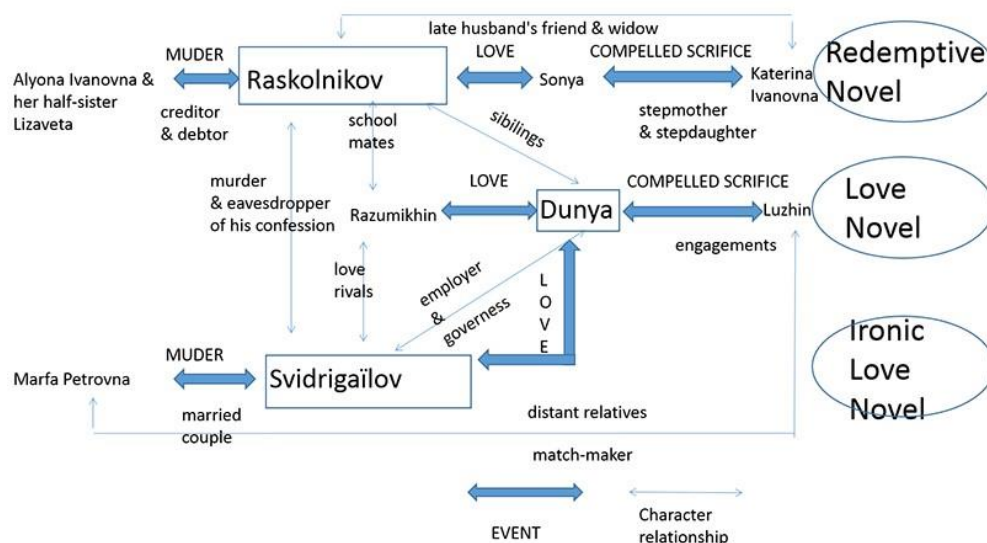 late husband's friend & widow
MUDER
LOVE
COMPELLED SCRIFICE
Redemptive
Novel
Alyona Ivanovna &
her half-sister
Lizaveta
Raskolnikov
Sonya
Katerina
Ivanovna
creditor
& debtor
school
mates
sibilings
stepmother
& stepdaughter
murder
& eavesdropper
of his confession
LOVE
COMPELLED SCRIFICE
Love
Novel
Razumikhin
Dunya
Luzhin
engagements
love
rivals
employer
&
governess
L
O
V
E
Ironic
Love
Novel
MUDER
Marfa Petrovna
Svidrigaïlov
married
couple
distant relatives
match-maker
EVENT
Character
relationship